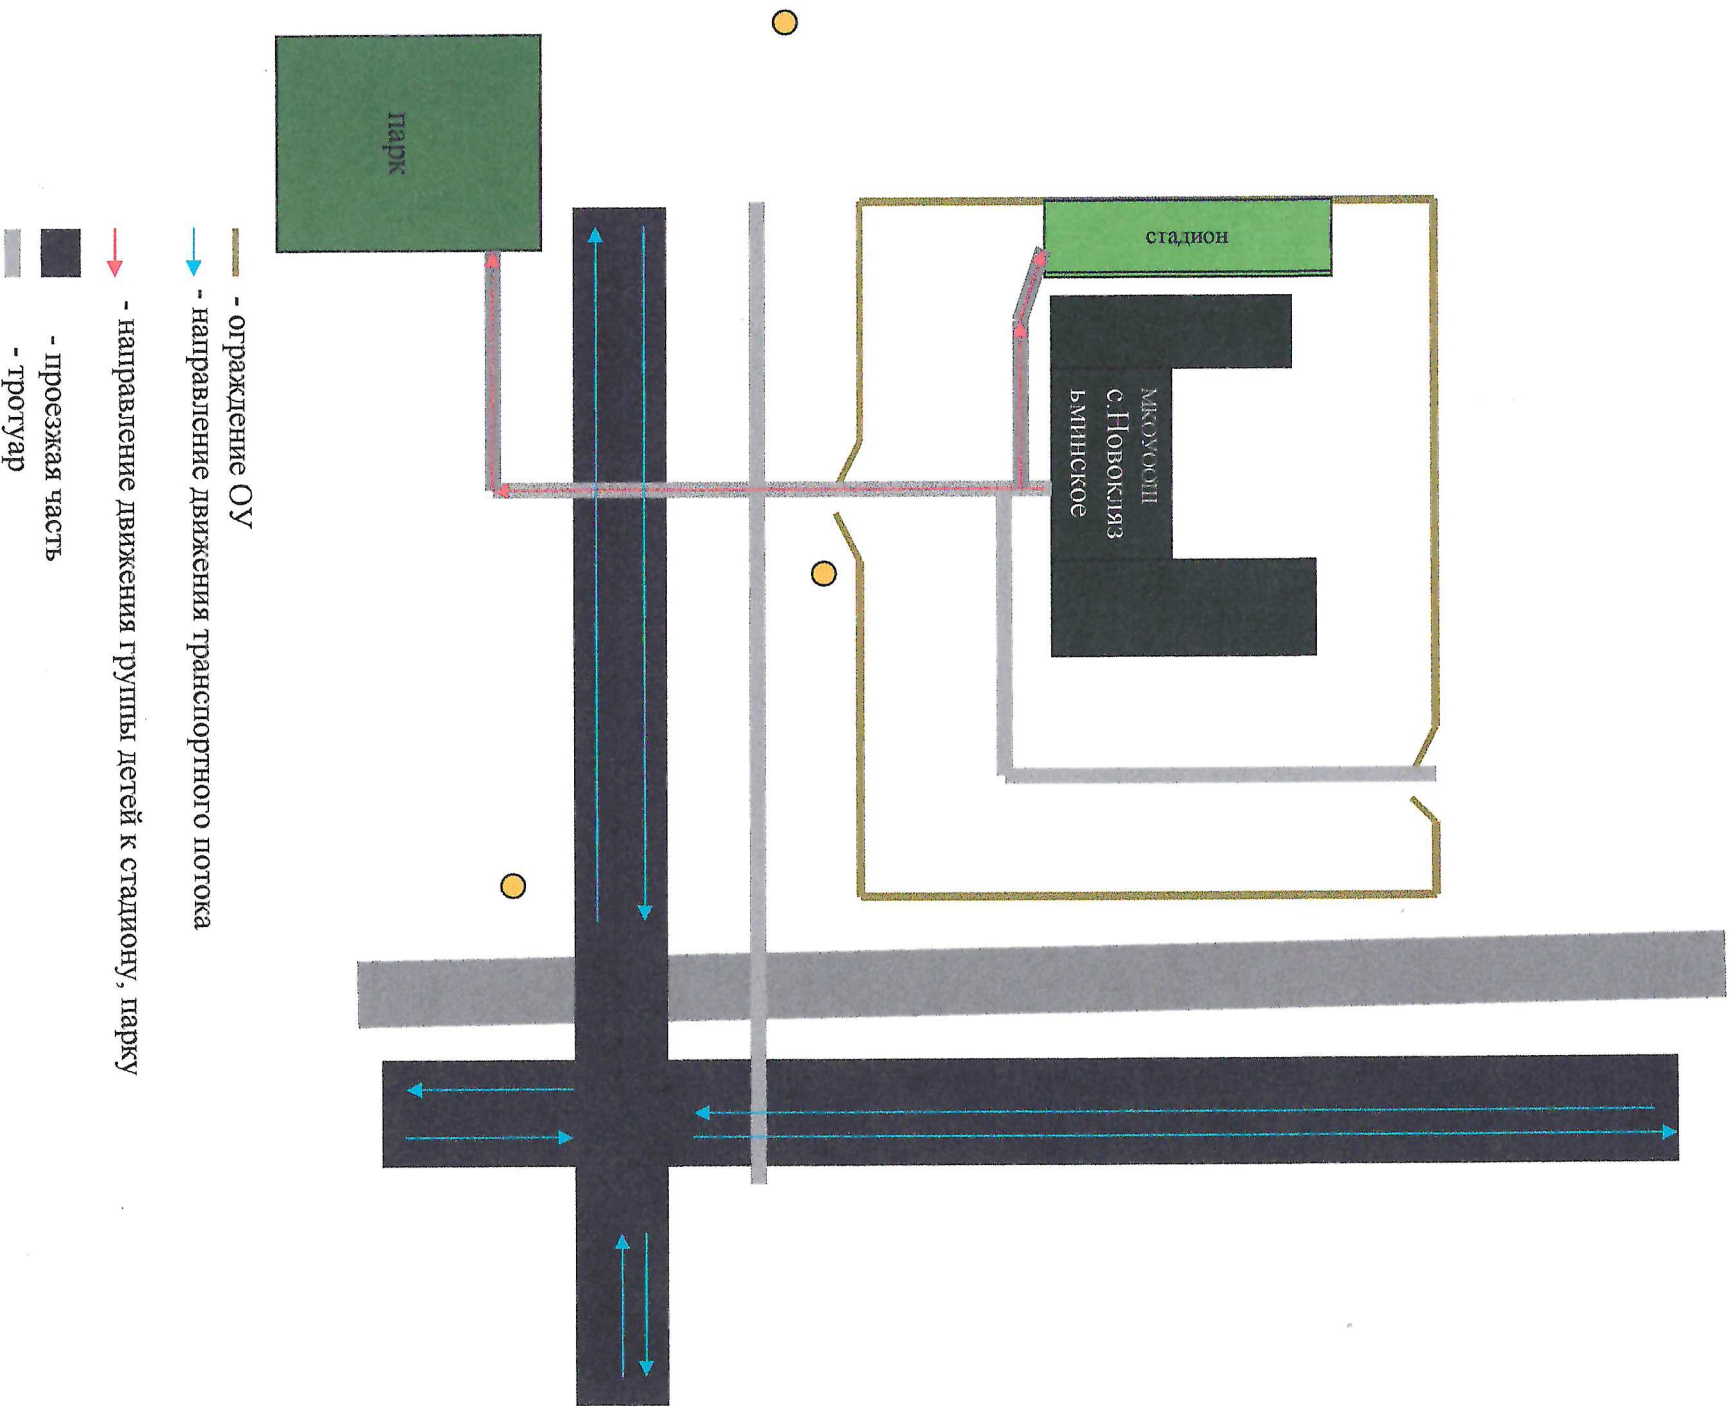 парк
стадион
МКОУООШ
с.Новокляз
ьминское
- ограждение ОУ
- направление движения транспортного потока
- направление движения группы детей к стадиону, парку
- проезжая часть
- тротуар